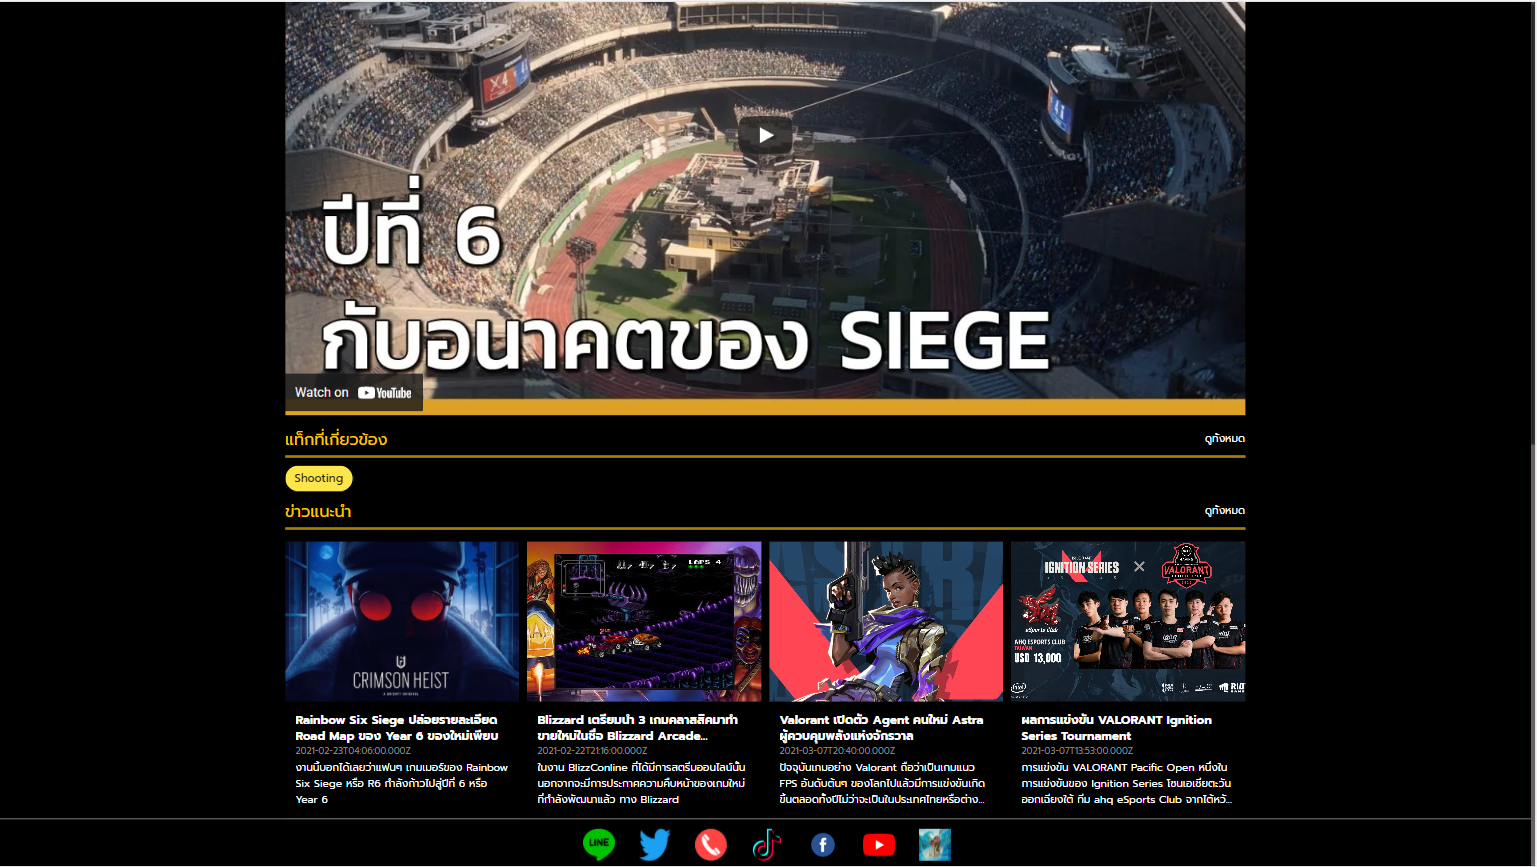 ปีที่ 6
กับอนาคตของ SIEGE
Watch on YouTube
แท็กที่เกี่ยวข้อง
ดูทั้งหมด
Shooting
ข่าวแนะนำ
ดูทั้งหมด
CRIMSON HEIST
LAPS 4
IGNITION SERIES
VALORANT
eSports Club
AHQ ESPORTS CLUB
TAIWAN
USD 13,000
intel
Rainbow Six Siege ปล่อยรายละเอียด
Road Map ของ Year 6 ของใหม่เพียบ
2021-02-23T04:06:00.000Z
งานนี้บอกได้เลยว่าแฟนๆ เกมเมอร์ของ Rainbow
Six Siege หรือ R6 กำลังก้าวไปสู่ปีที่ 6 หรือ
Year 6
Blizzard เตรียมนำ 3 เกมคลาสสิคมาทำ
ขายใหม่ในชื่อ Blizzard Arcade...
2021-02-22T21:16:00.000Z
ในงาน BlizzConline ที่ได้มีการสตรีมออนไลน์นั้น
นอกจากจะมีการประกาศความคืบหน้าของเกมใหม่
ที่กำลังพัฒนาแล้ว ทาง Blizzard
Valorant เปิดตัว Agent คนใหม่ Astra
ผู้ควบคุมพลังแห่งจักรวาล
2021-03-07T20:40:00.000Z
ปัจจุบันเกมอย่าง Valorant ถือว่าเป็นเกมแนว
FPS อันดับต้นๆ ของโลกไปแล้วมีการแข่งขันเกิด
ขึ้นตลอดทั้งปีไม่ว่าจะเป็นในประเทศไทยหรือต่าง...
ผลการแข่งขัน VALORANT Ignition
Series Tournament
2021-03-07T13:53:00.000Z
การแข่งขัน VALORANT Pacific Open หนึ่งใน
การแข่งขันของ Ignition Series โซนเอเชียตะวัน
ออกเฉียงใต้ ทีม ahq eSports Club จากไต้หวั...
LINE